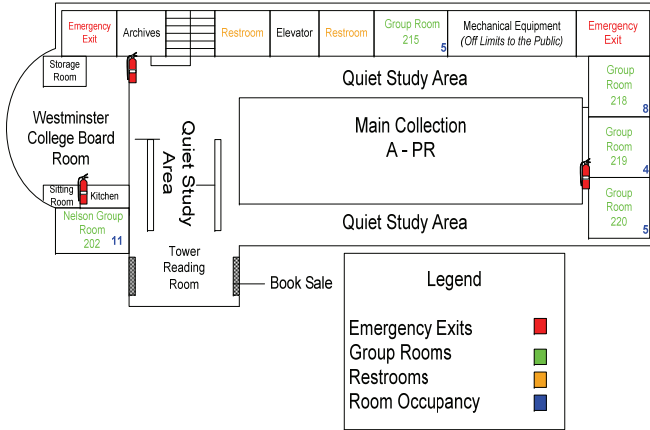 Emergency
Exit
Archives
Restroom
Elevator
Restroom
Group Room
215
5
Mechanical Equipment
(Off Limits to the Public)
Emergency
Exit
Storage
Room
Westminster
College Board
Room
Sitting
Room
Kitchen
Nelson Group
Room
202
11
Quiet Study
Area
Quiet Study Area
Main Collection
A - PR
Quiet Study Area
Group
Room
218
8
Group
Room
219
4
Group
Room
220
5
Tower
Reading
Room
Book Sale
Legend
Emergency Exits
Group Rooms
Restrooms
Room Occupancy